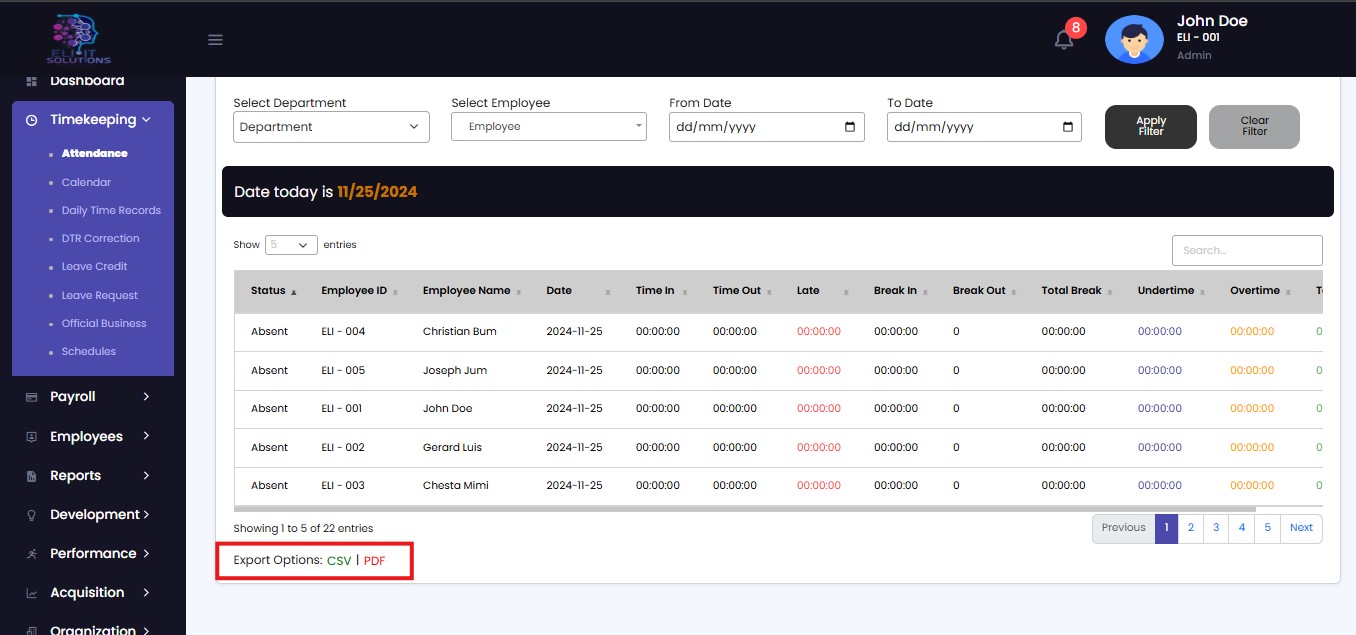 ELI IT
SOLUTIONS
8
John Doe
ELI - 001
Admin
Dashboard
Timekeeping
Attendance
Calendar
Daily Time Records
DTR Correction
Leave Credit
Leave Request
Official Business
Schedules
Payroll
Employees
Reports
Development
Performance
Acquisition
Organization
Select Department Select Employee From Date To Date
Department Employee dd/mm/yyyy dd/mm/yyyy
Apply Filter
Clear Filter
Date today is 11/25/2024
Show 5 entries
Search...
Status Employee ID Employee Name Date Time In Time Out Late Break In Break Out Total Break Undertime Overtime
Absent ELI - 004 Christian Bum 2024-11-25 00:00:00 00:00:00 00:00:00 00:00:00 0 00:00:00 00:00:00 00:00:00 0
Absent ELI - 005 Joseph Jum 2024-11-25 00:00:00 00:00:00 00:00:00 00:00:00 0 00:00:00 00:00:00 00:00:00 0
Absent ELI - 001 John Doe 2024-11-25 00:00:00 00:00:00 00:00:00 00:00:00 0 00:00:00 00:00:00 00:00:00 0
Absent ELI - 002 Gerard Luis 2024-11-25 00:00:00 00:00:00 00:00:00 00:00:00 0 00:00:00 00:00:00 00:00:00 0
Absent ELI - 003 Chesta Mimi 2024-11-25 00:00:00 00:00:00 00:00:00 00:00:00 0 00:00:00 00:00:00 00:00:00 0
Showing 1 to 5 of 22 entries
Previous 1 2 3 4 5 Next
Export Options: CSV | PDF